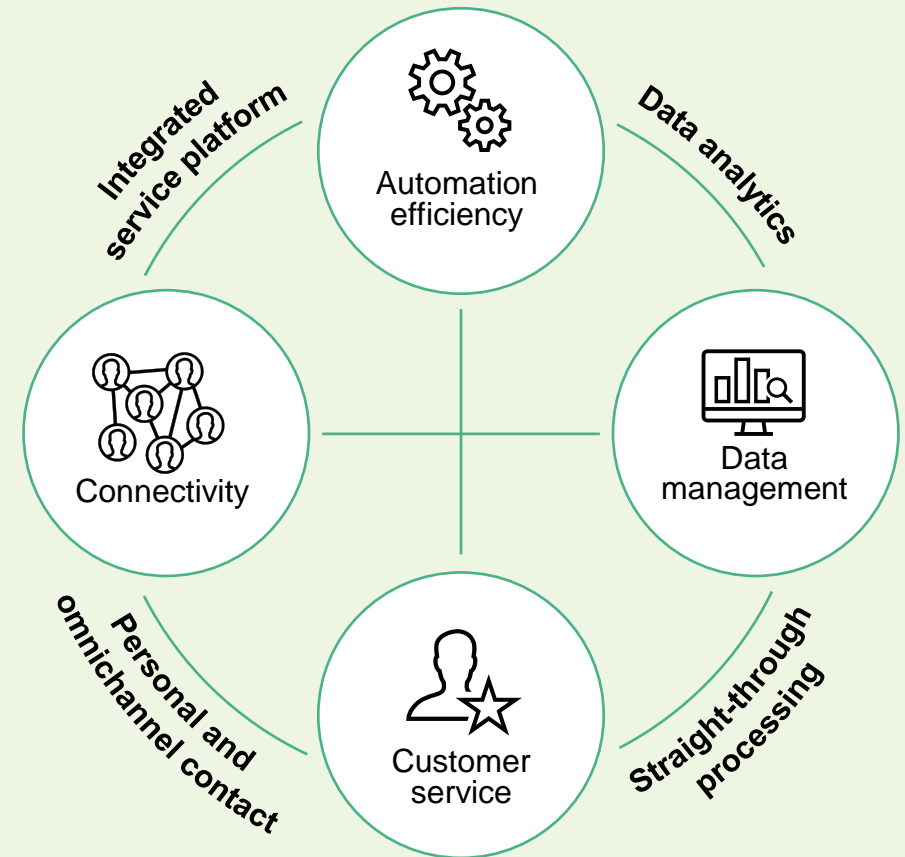 Integrated
service platform
Data analytics
Automation
efficiency
Connectivity
Data
management
Personal and
omnichannel contact
Customer
service
Straight-through
processing